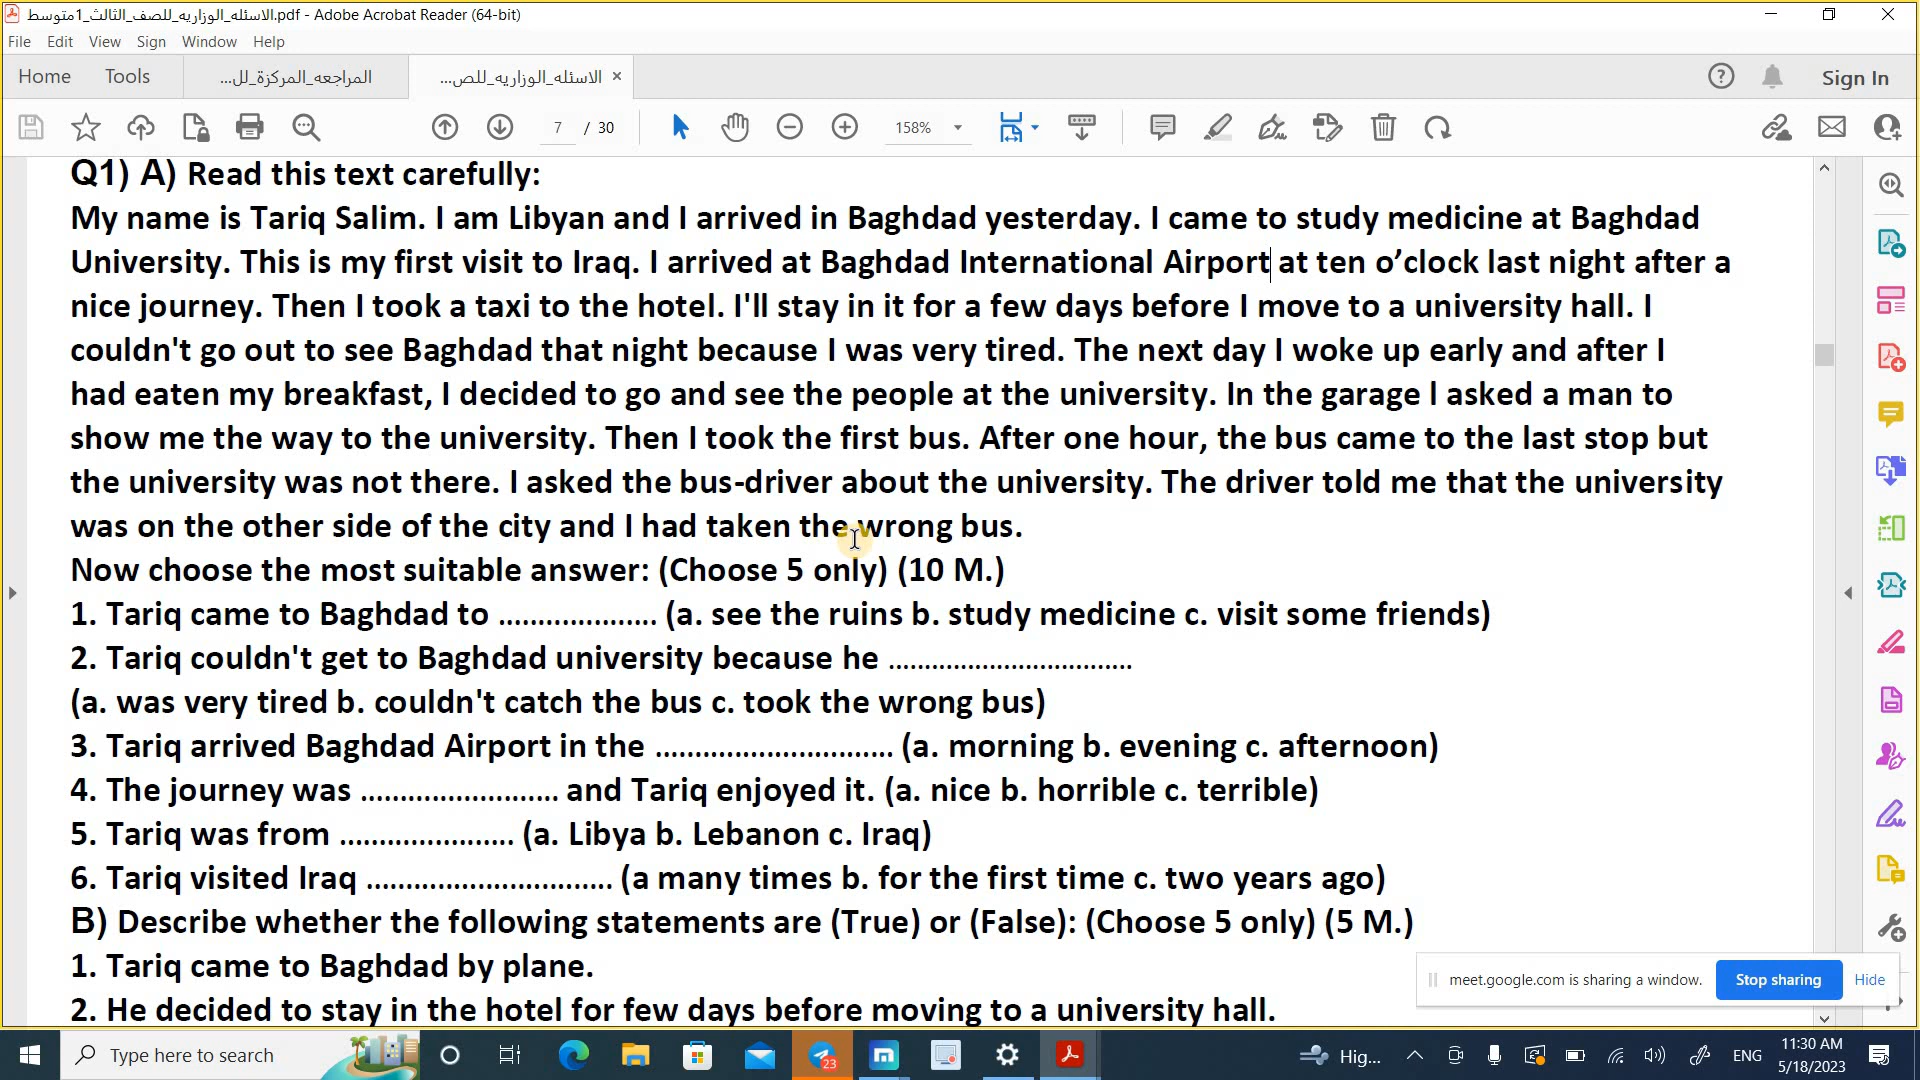 الاسئله_الوزاريه_للصف_الثالث_1متوسط.pdf - Adobe Acrobat Reader (64-bit)
File Edit View Sign Window Help
Home Tools المراجعه_المركزة_لل... الاسئله_الوزاريه_للص... × Sign In
7 / 30 158%
Q1) A) Read this text carefully:
My name is Tariq Salim. I am Libyan and I arrived in Baghdad yesterday. I came to study medicine at Baghdad
University. This is my first visit to Iraq. I arrived at Baghdad International Airport at ten o’clock last night after a
nice journey. Then I took a taxi to the hotel. I'll stay in it for a few days before I move to a university hall. I
couldn't go out to see Baghdad that night because I was very tired. The next day I woke up early and after I
had eaten my breakfast, I decided to go and see the people at the university. In the garage l asked a man to
show me the way to the university. Then I took the first bus. After one hour, the bus came to the last stop but
the university was not there. I asked the bus-driver about the university. The driver told me that the university
was on the other side of the city and I had taken the wrong bus.
Now choose the most suitable answer: (Choose 5 only) (10 M.)
1. Tariq came to Baghdad to .................... (a. see the ruins b. study medicine c. visit some friends)
2. Tariq couldn't get to Baghdad university because he ................................
(a. was very tired b. couldn't catch the bus c. took the wrong bus)
3. Tariq arrived Baghdad Airport in the .............................. (a. morning b. evening c. afternoon)
4. The journey was ......................... and Tariq enjoyed it. (a. nice b. horrible c. terrible)
5. Tariq was from ...................... (a. Libya b. Lebanon c. Iraq)
6. Tariq visited Iraq ............................... (a many times b. for the first time c. two years ago)
B) Describe whether the following statements are (True) or (False): (Choose 5 only) (5 M.)
1. Tariq came to Baghdad by plane.
2. He decided to stay in the hotel for few days before moving to a university hall.
meet.google.com is sharing a window. Stop sharing Hide
Type here to search 23 Hig... ENG 11:30 AM
5/18/2023